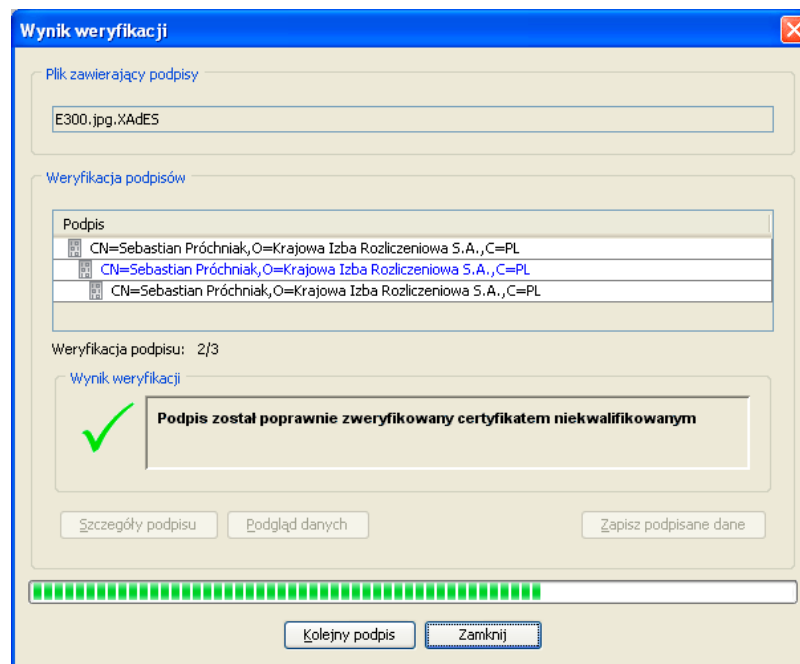 Wynik weryfikacji
Plik zawierający podpisy
E300.jpg.XAdES
Weryfikacja podpisów
Podpis
CN=Sebastian Próchniak,O=Krajowa Izba Rozliczeniowa S.A.,C=PL
CN=Sebastian Próchniak,O=Krajowa Izba Rozliczeniowa S.A.,C=PL
CN=Sebastian Próchniak,O=Krajowa Izba Rozliczeniowa S.A.,C=PL
Weryfikacja podpisu: 2/3
Wynik weryfikacji
Podpis został poprawnie zweryfikowany certyfikatem niekwalifikowanym
Szczegóły podpisu Podgląd danych Zapisz podpisane dane
Kolejny podpis Zamknij